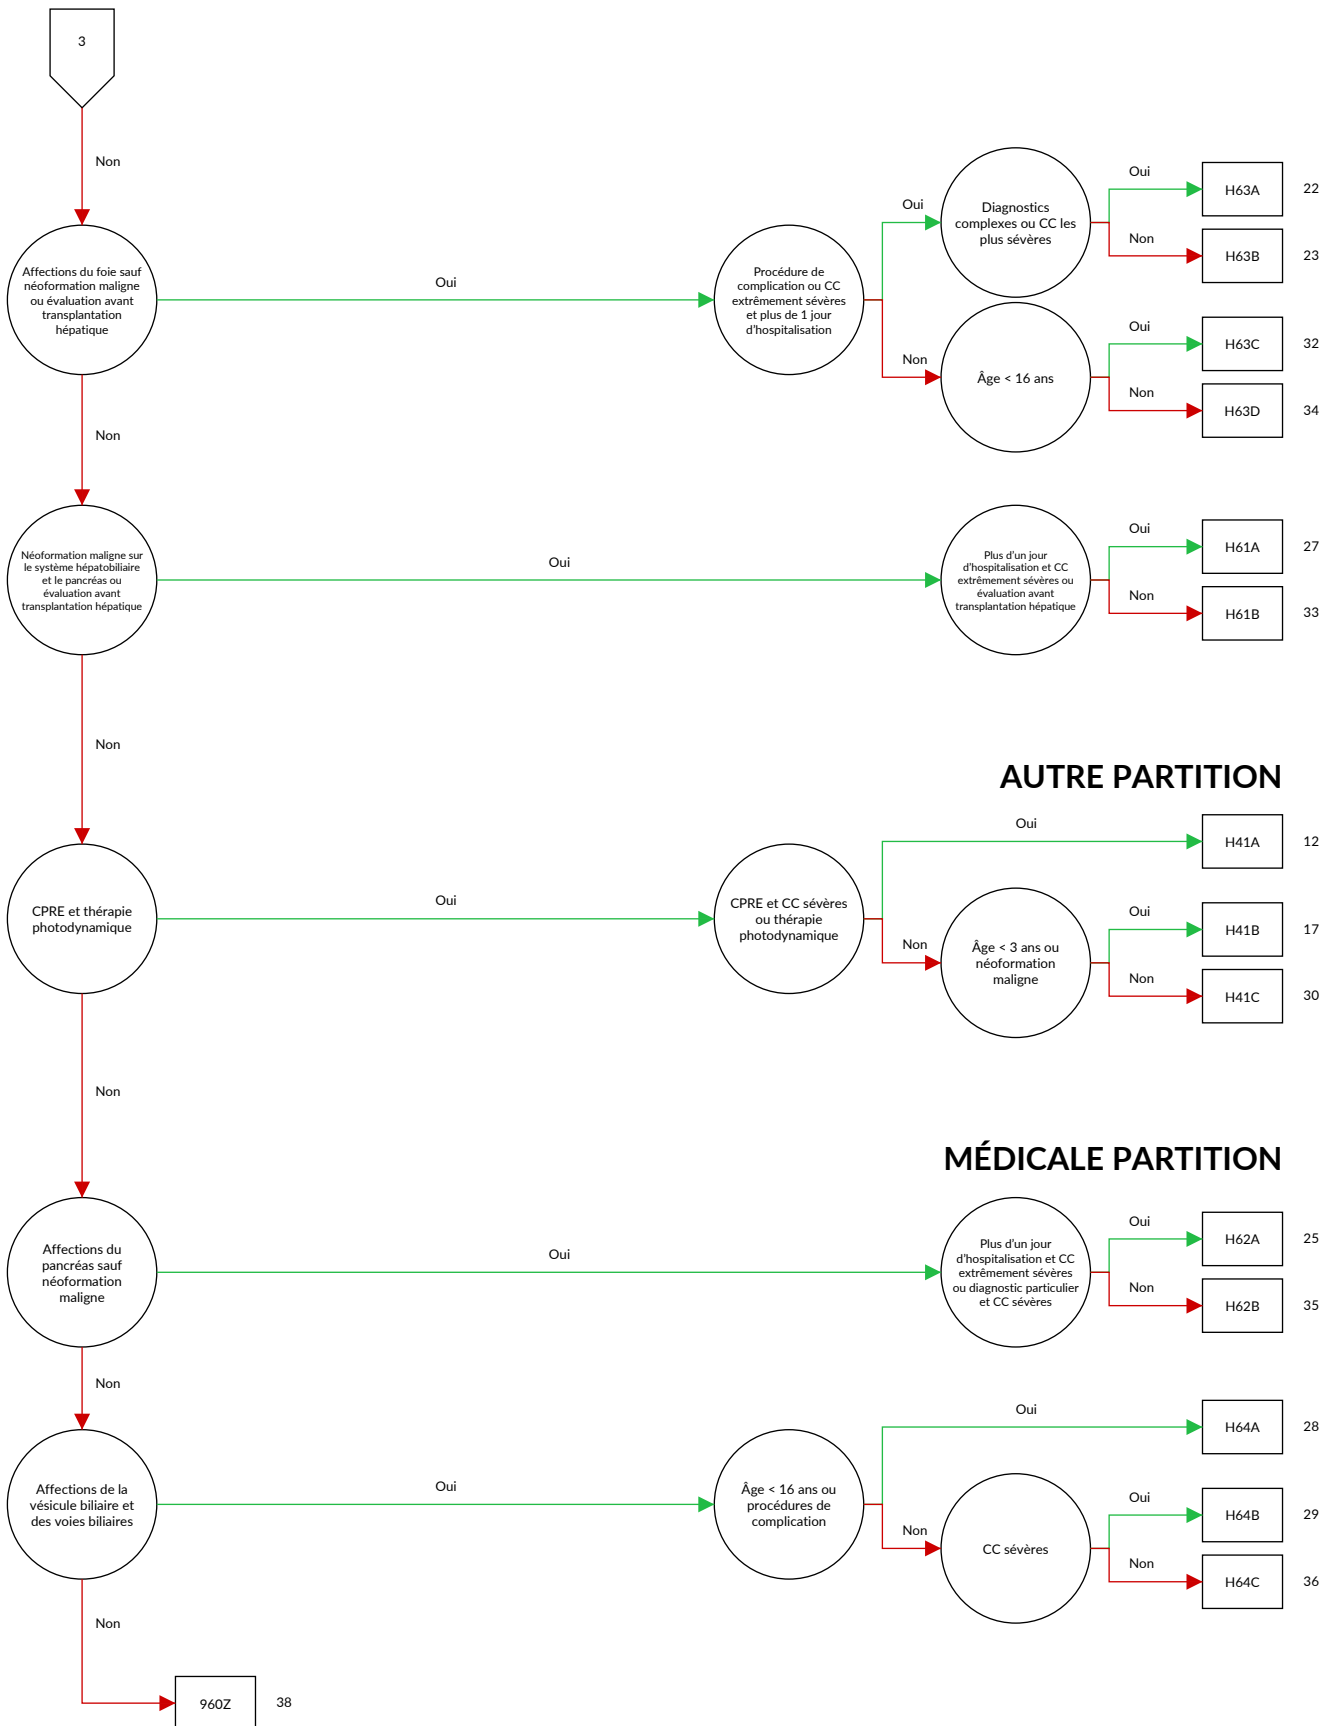 3
Non
Affections du foie sauf
néoformation maligne
ou évaluation avant
transplantation
hépatique
Oui
Procédure de
complication ou CC
extrêmement sévères
et plus de 1 jour
d'hospitalisation
Oui
Diagnostics
complexes ou CC les
plus sévères
Oui
H63A
22
Non
H63B
23
Non
Âge < 16 ans
Oui
H63C
32
Non
H63D
34
Non
Néoformation maligne sur
le système hépatobiliaire
et le pancréas ou
évaluation avant
transplantation hépatique
Oui
Plus d'un jour
d'hospitalisation et CC
extrêmement sévères ou
évaluation avant
transplantation hépatique
Oui
H61A
27
Non
H61B
33
Non
AUTRE PARTITION
CPRE et thérapie
photodynamique
Oui
CPRE et CC sévères
ou thérapie
photodynamique
Oui
H41A
12
Non
Âge < 3 ans ou
néoformation
maligne
Oui
H41B
17
Non
H41C
30
Non
MÉDICALE PARTITION
Affections du
pancréas sauf
néoformation
maligne
Oui
Plus d'un jour
d'hospitalisation et CC
extrêmement sévères
ou diagnostic particulier
et CC sévères
Oui
H62A
25
Non
H62B
35
Non
Affections de la
vésicule biliaire et
des voies biliaires
Oui
Âge < 16 ans ou
procédures de
complication
Oui
H64A
28
Non
CC sévères
Oui
H64B
29
Non
H64C
36
Non
960Z
38